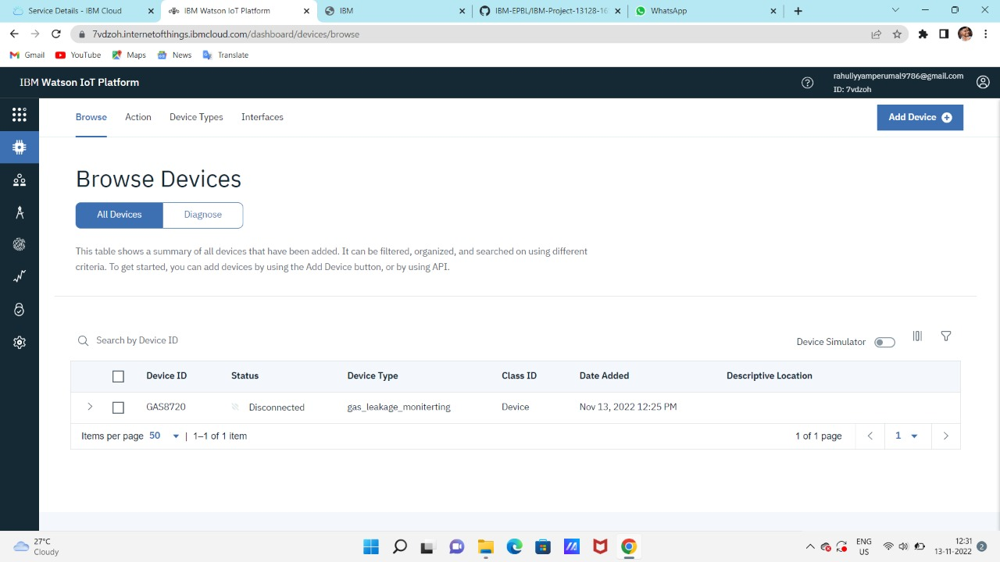 Service Details - IBM Cloud
IBM Watson IoT Platform
IBM
IBM-EPBL/IBM-Project-13128-16
WhatsApp
7vdzoh.internetofthings.ibmcloud.com/dashboard/devices/browse
Gmail
YouTube
Maps
News
Translate
IBM Watson IoT Platform
rahullyyamperumal9786@gmail.com
ID: 7vdzoh
Browse
Action
Device Types
Interfaces
Add Device
Browse Devices
All Devices
Diagnose
This table shows a summary of all devices that have been added. It can be filtered, organized, and searched on using different
criteria. To get started, you can add devices by using the Add Device button, or by using API.
Search by Device ID
Device Simulator
Device ID Status Device Type Class ID Date Added Descriptive Location
GAS8720 Disconnected gas_leakage_moniterting Device Nov 13, 2022 12:25 PM
Items per page 50 | 1–1 of 1 item
1 of 1 page
1
27°C
Cloudy
ENG
US
12:31
13-11-2022
2